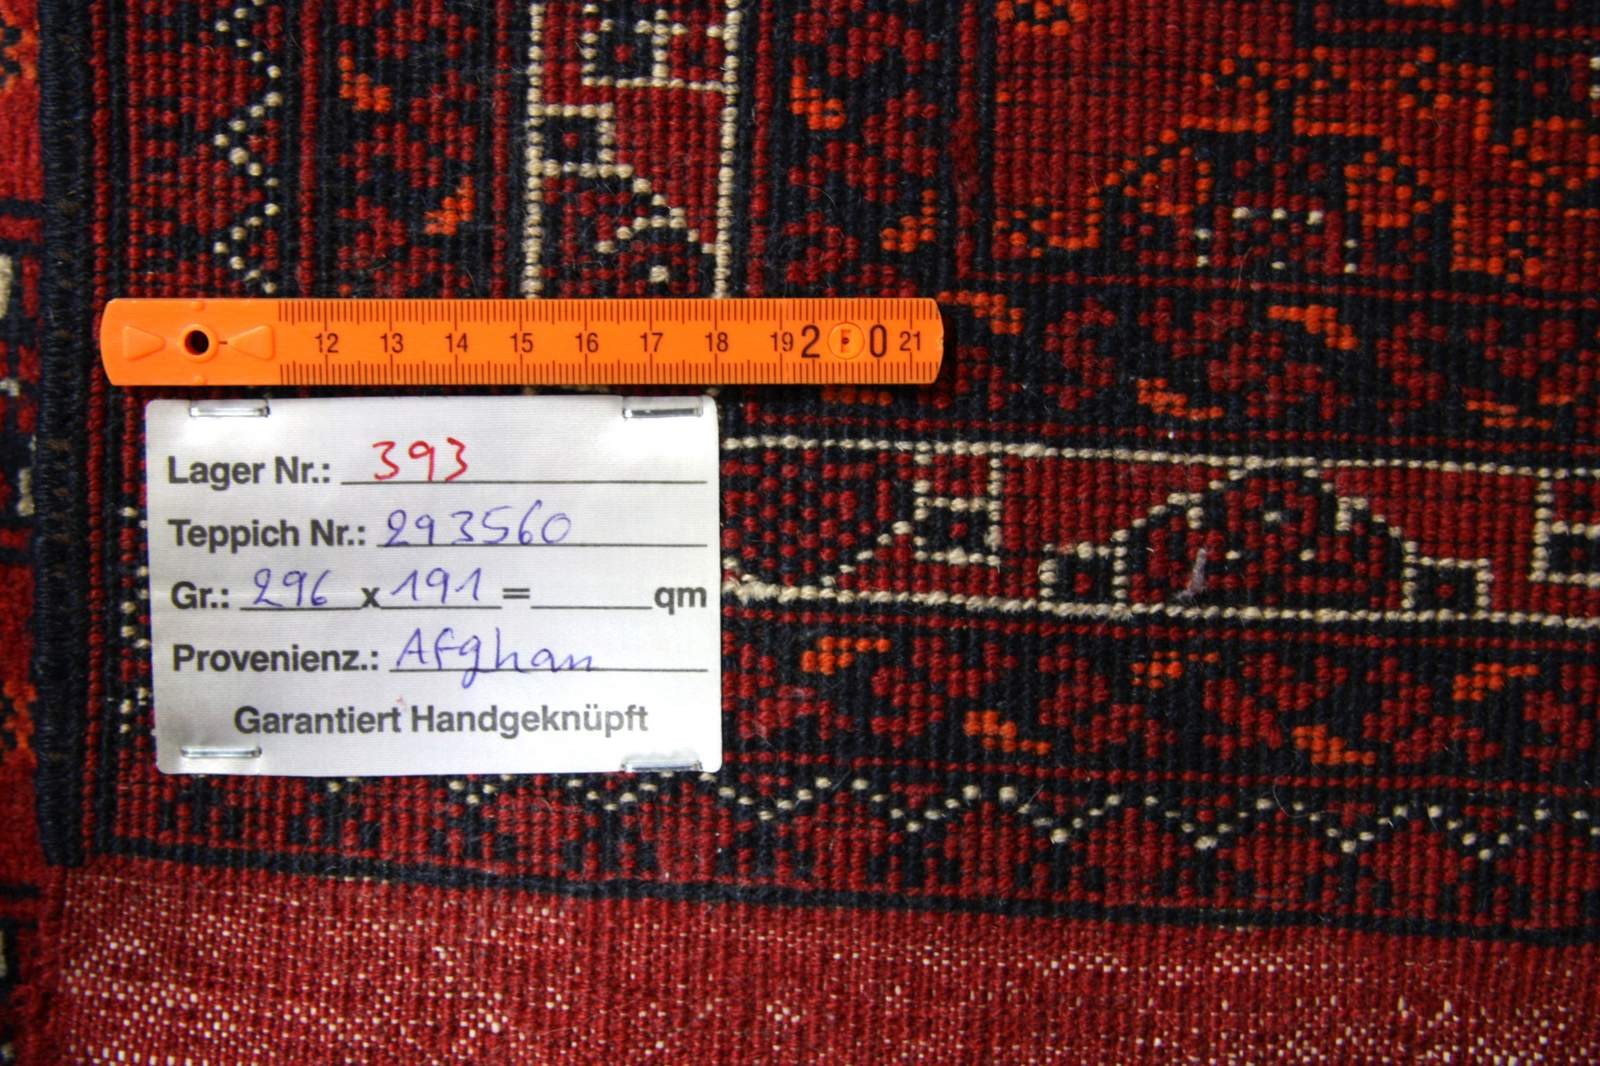 12 13 14 15 16 17 18 19 2 F 0 21
Lager Nr.: 393
Teppich Nr.: 293560
Gr.: 296 x 191 = qm
Provenienz.: Afghan
Garantiert Handgeknüpft